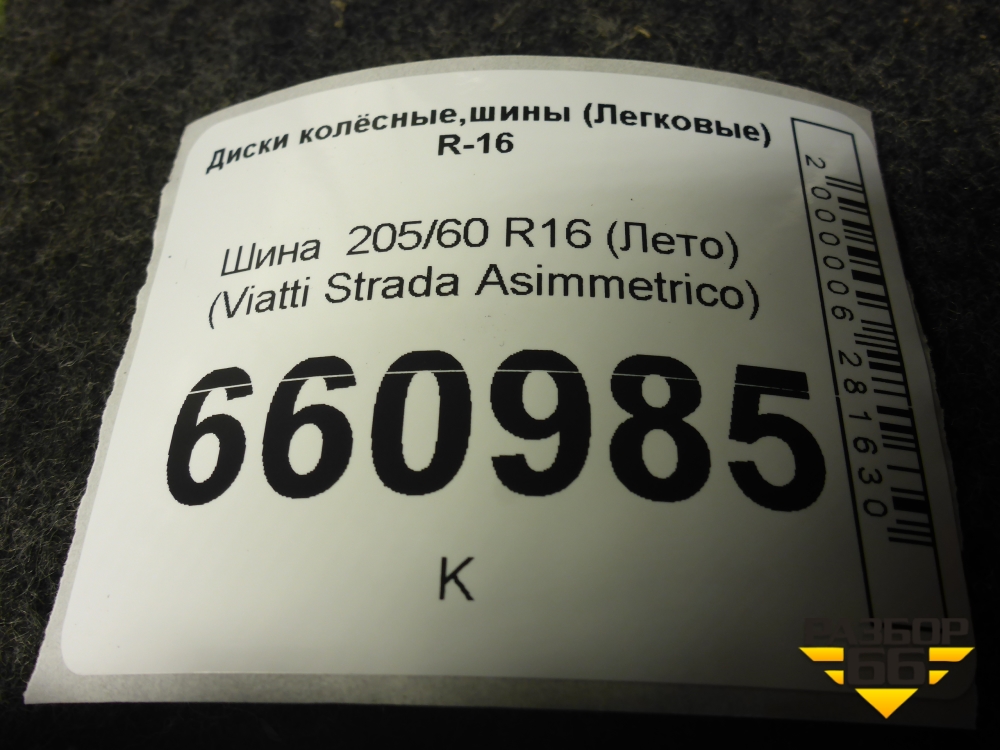 Диски колёсные,шины (Легковые)
R-16
Шина 205/60 R16 (Лето)
(Viatti Strada Asimmetrico)
660985
К
2000006281630
РАЗБОР
66